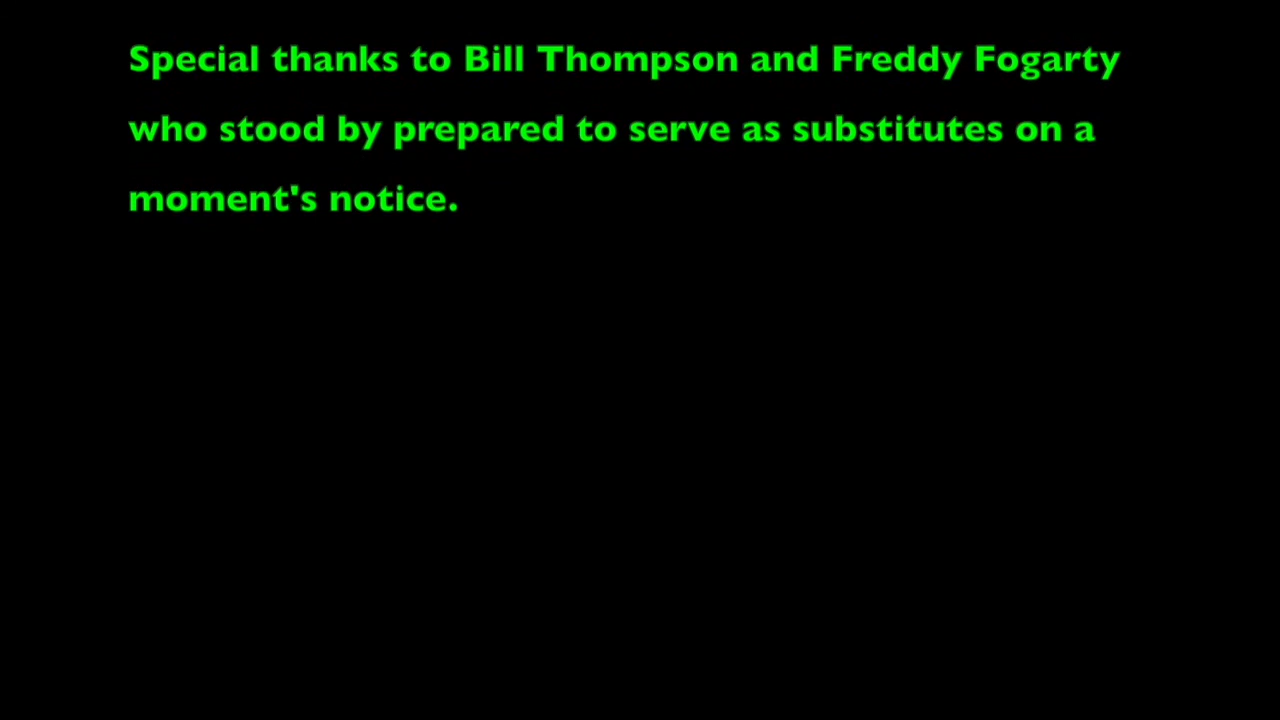 Special thanks to Bill Thompson and Freddy Fogarty
who stood by prepared to serve as substitutes on a
moment's notice.